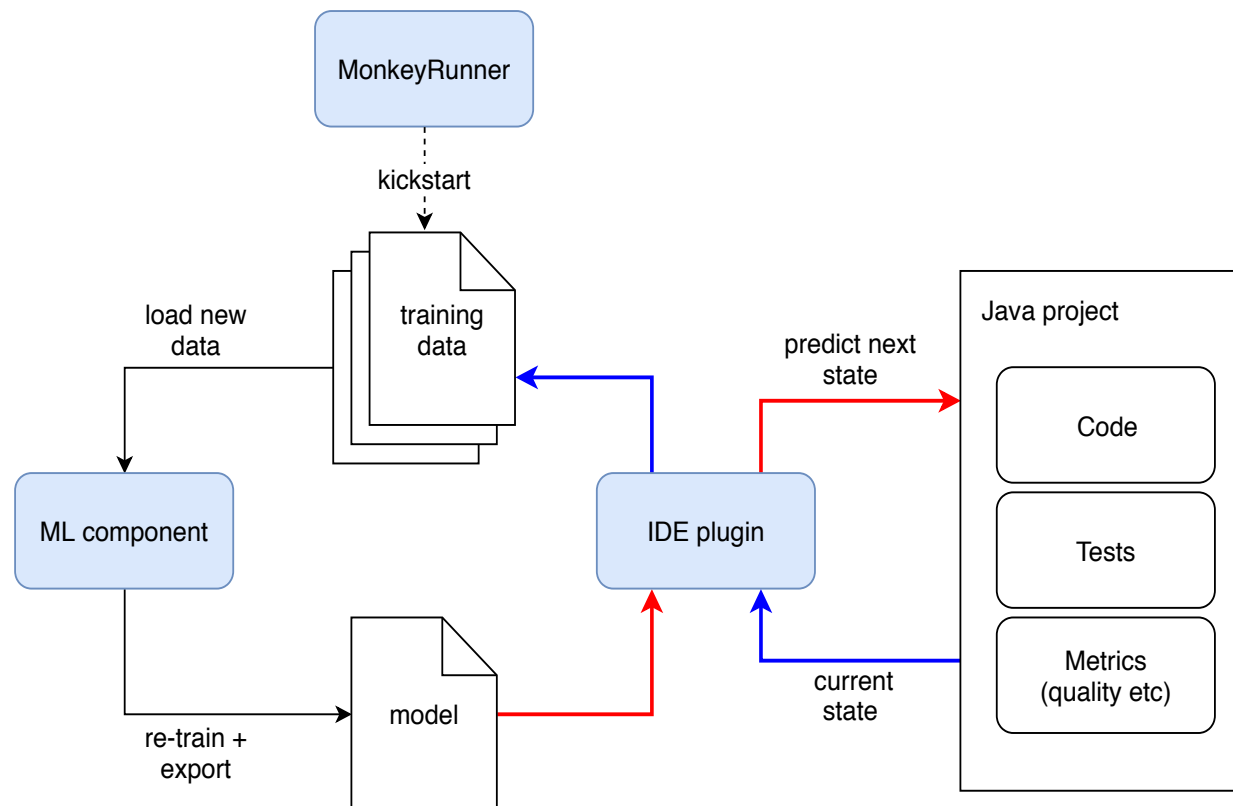 MonkeyRunner
kickstart
load new
data
training
data
Java project
predict next
state
Code
ML component
IDE plugin
Tests
Metrics
(quality etc)
current
state
model
re-train +
export